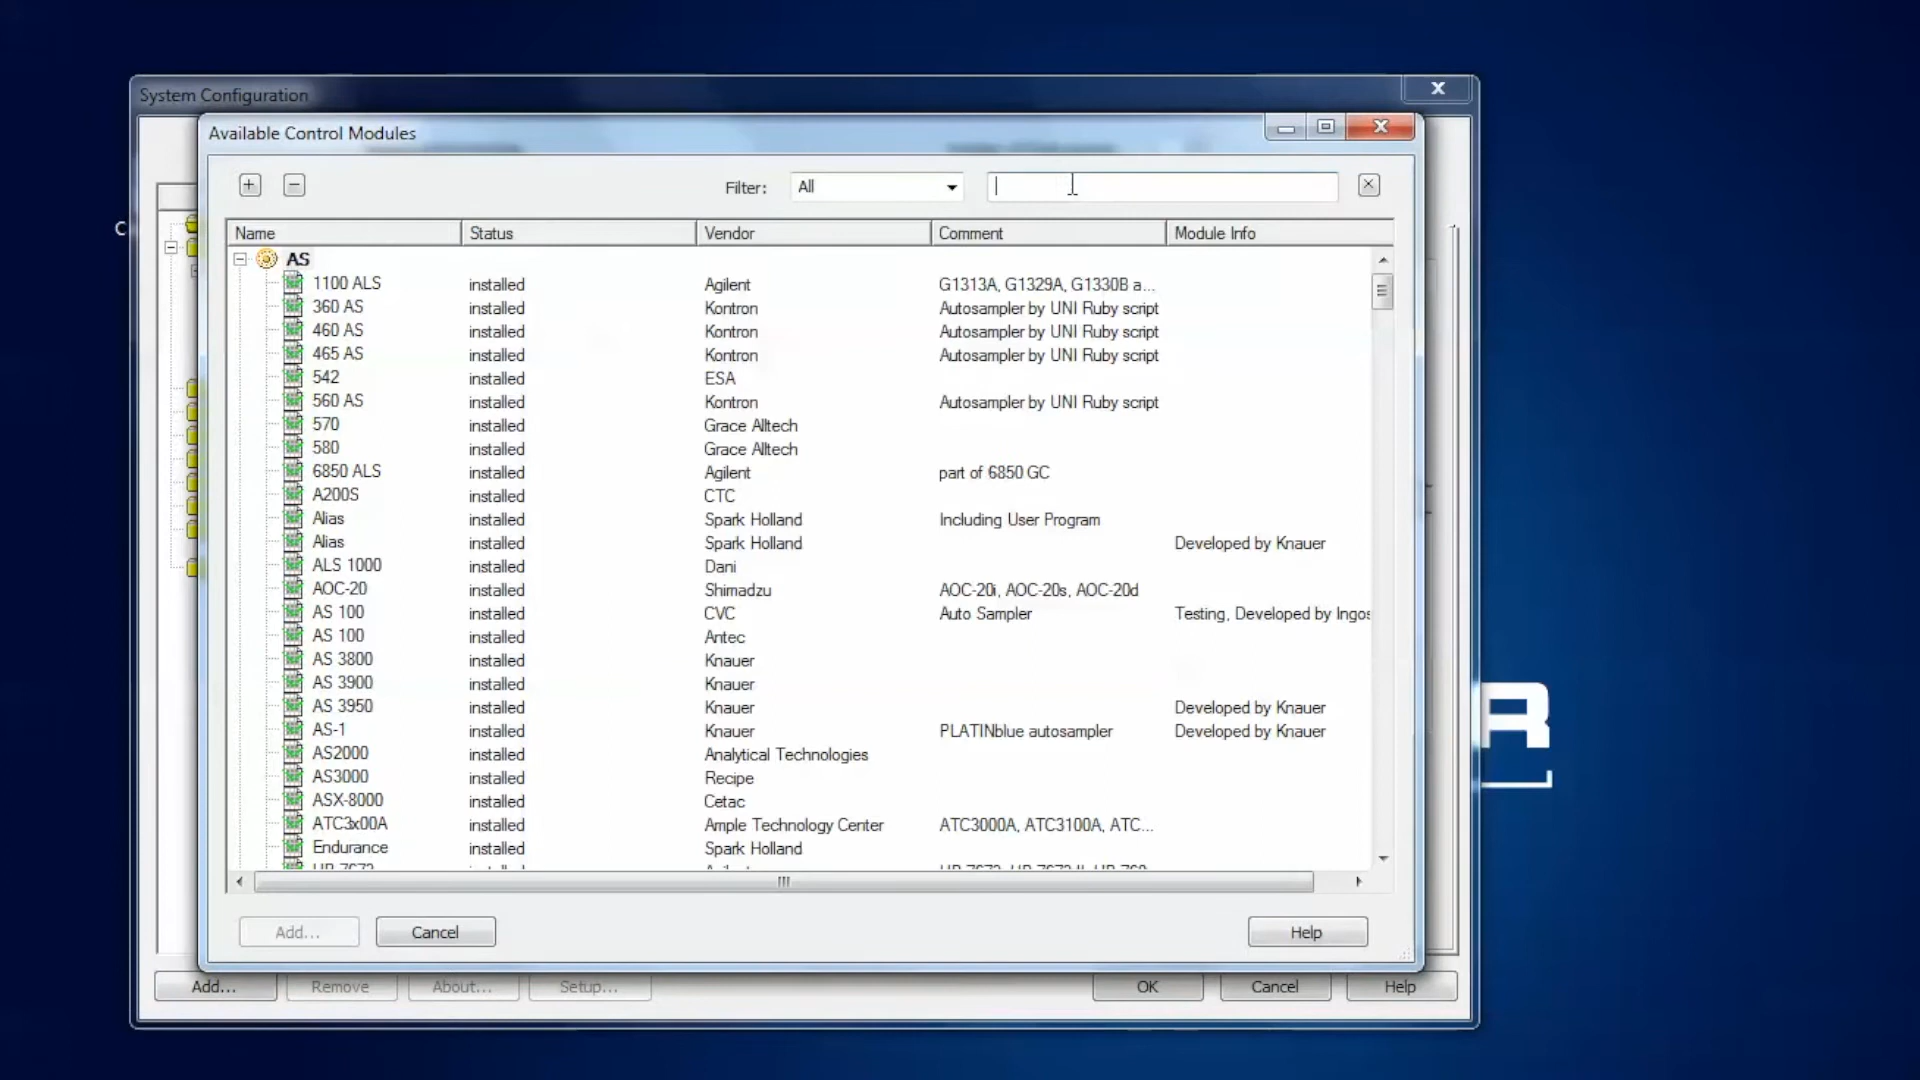 System Configuration
Available Control Modules
Filter: All
Name Status Vendor Comment Module Info
AS
1100 ALS installed Agilent G1313A, G1329A, G1330B a...
360 AS installed Kontron Autosampler by UNI Ruby script
460 AS installed Kontron Autosampler by UNI Ruby script
465 AS installed Kontron Autosampler by UNI Ruby script
542 installed ESA
560 AS installed Kontron Autosampler by UNI Ruby script
570 installed Grace Alltech
580 installed Grace Alltech
6850 ALS installed Agilent part of 6850 GC
A200S installed CTC
Alias installed Spark Holland Including User Program
Alias installed Spark Holland Developed by Knauer
ALS 1000 installed Dani
AOC-20 installed Shimadzu AOC-20i, AOC-20s, AOC-20d
AS 100 installed CVC Auto Sampler Testing, Developed by Ingos
AS 100 installed Antec
AS 3800 installed Knauer
AS 3900 installed Knauer
AS 3950 installed Knauer Developed by Knauer
AS-1 installed Knauer PLATINblue autosampler Developed by Knauer
AS2000 installed Analytical Technologies
AS3000 installed Recipe
ASX-8000 installed Cetac
ATC3x00A installed Ample Technology Center ATC3000A, ATC3100A, ATC...
Endurance installed Spark Holland
Add... Cancel Help
Add... Remove About... Setup... OK Cancel Help
C
R